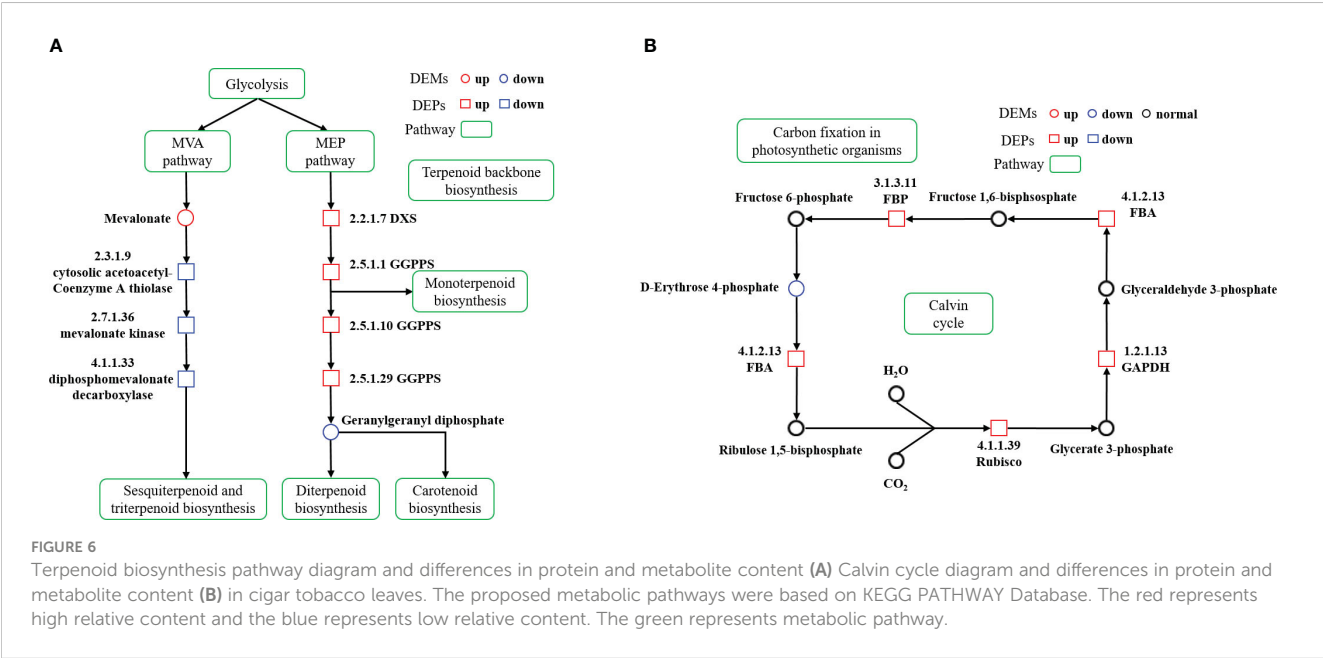 A
Glycolysis
DEMs up down
DEPs up down
Pathway
MVA
pathway
MEP
pathway
Terpenoid backbone
biosynthesis
Mevalonate
2.2.1.7 DXS
2.3.1.9
cytosolic acetoacetyl-
Coenzyme A thiolase
2.5.1.1 GGPPS
Monoterpenoid
biosynthesis
2.7.1.36
mevalonate kinase
2.5.1.10 GGPPS
4.1.1.33
diphosphomevalonate
decarboxylase
2.5.1.29 GGPPS
Geranylgeranyl diphosphate
Sesquiterpenoid and
triterpenoid biosynthesis
Diterpenoid
biosynthesis
Carotenoid
biosynthesis
B
DEMs up down normal
DEPs up down
Pathway
Carbon fixation in
photosynthetic organisms
Fructose 6-phosphate
3.1.3.11
FBP
Fructose 1,6-bisphsosphate
4.1.2.13
FBA
D-Erythrose 4-phosphate
Calvin
cycle
Glyceraldehyde 3-phosphate
4.1.2.13
FBA
1.2.1.13
GAPDH
H₂O
Ribulose 1,5-bisphosphate
CO₂
4.1.1.39
Rubisco
Glycerate 3-phosphate
FIGURE 6
Terpenoid biosynthesis pathway diagram and differences in protein and metabolite content (A) Calvin cycle diagram and differences in protein and
metabolite content (B) in cigar tobacco leaves. The proposed metabolic pathways were based on KEGG PATHWAY Database. The red represents
high relative content and the blue represents low relative content. The green represents metabolic pathway.